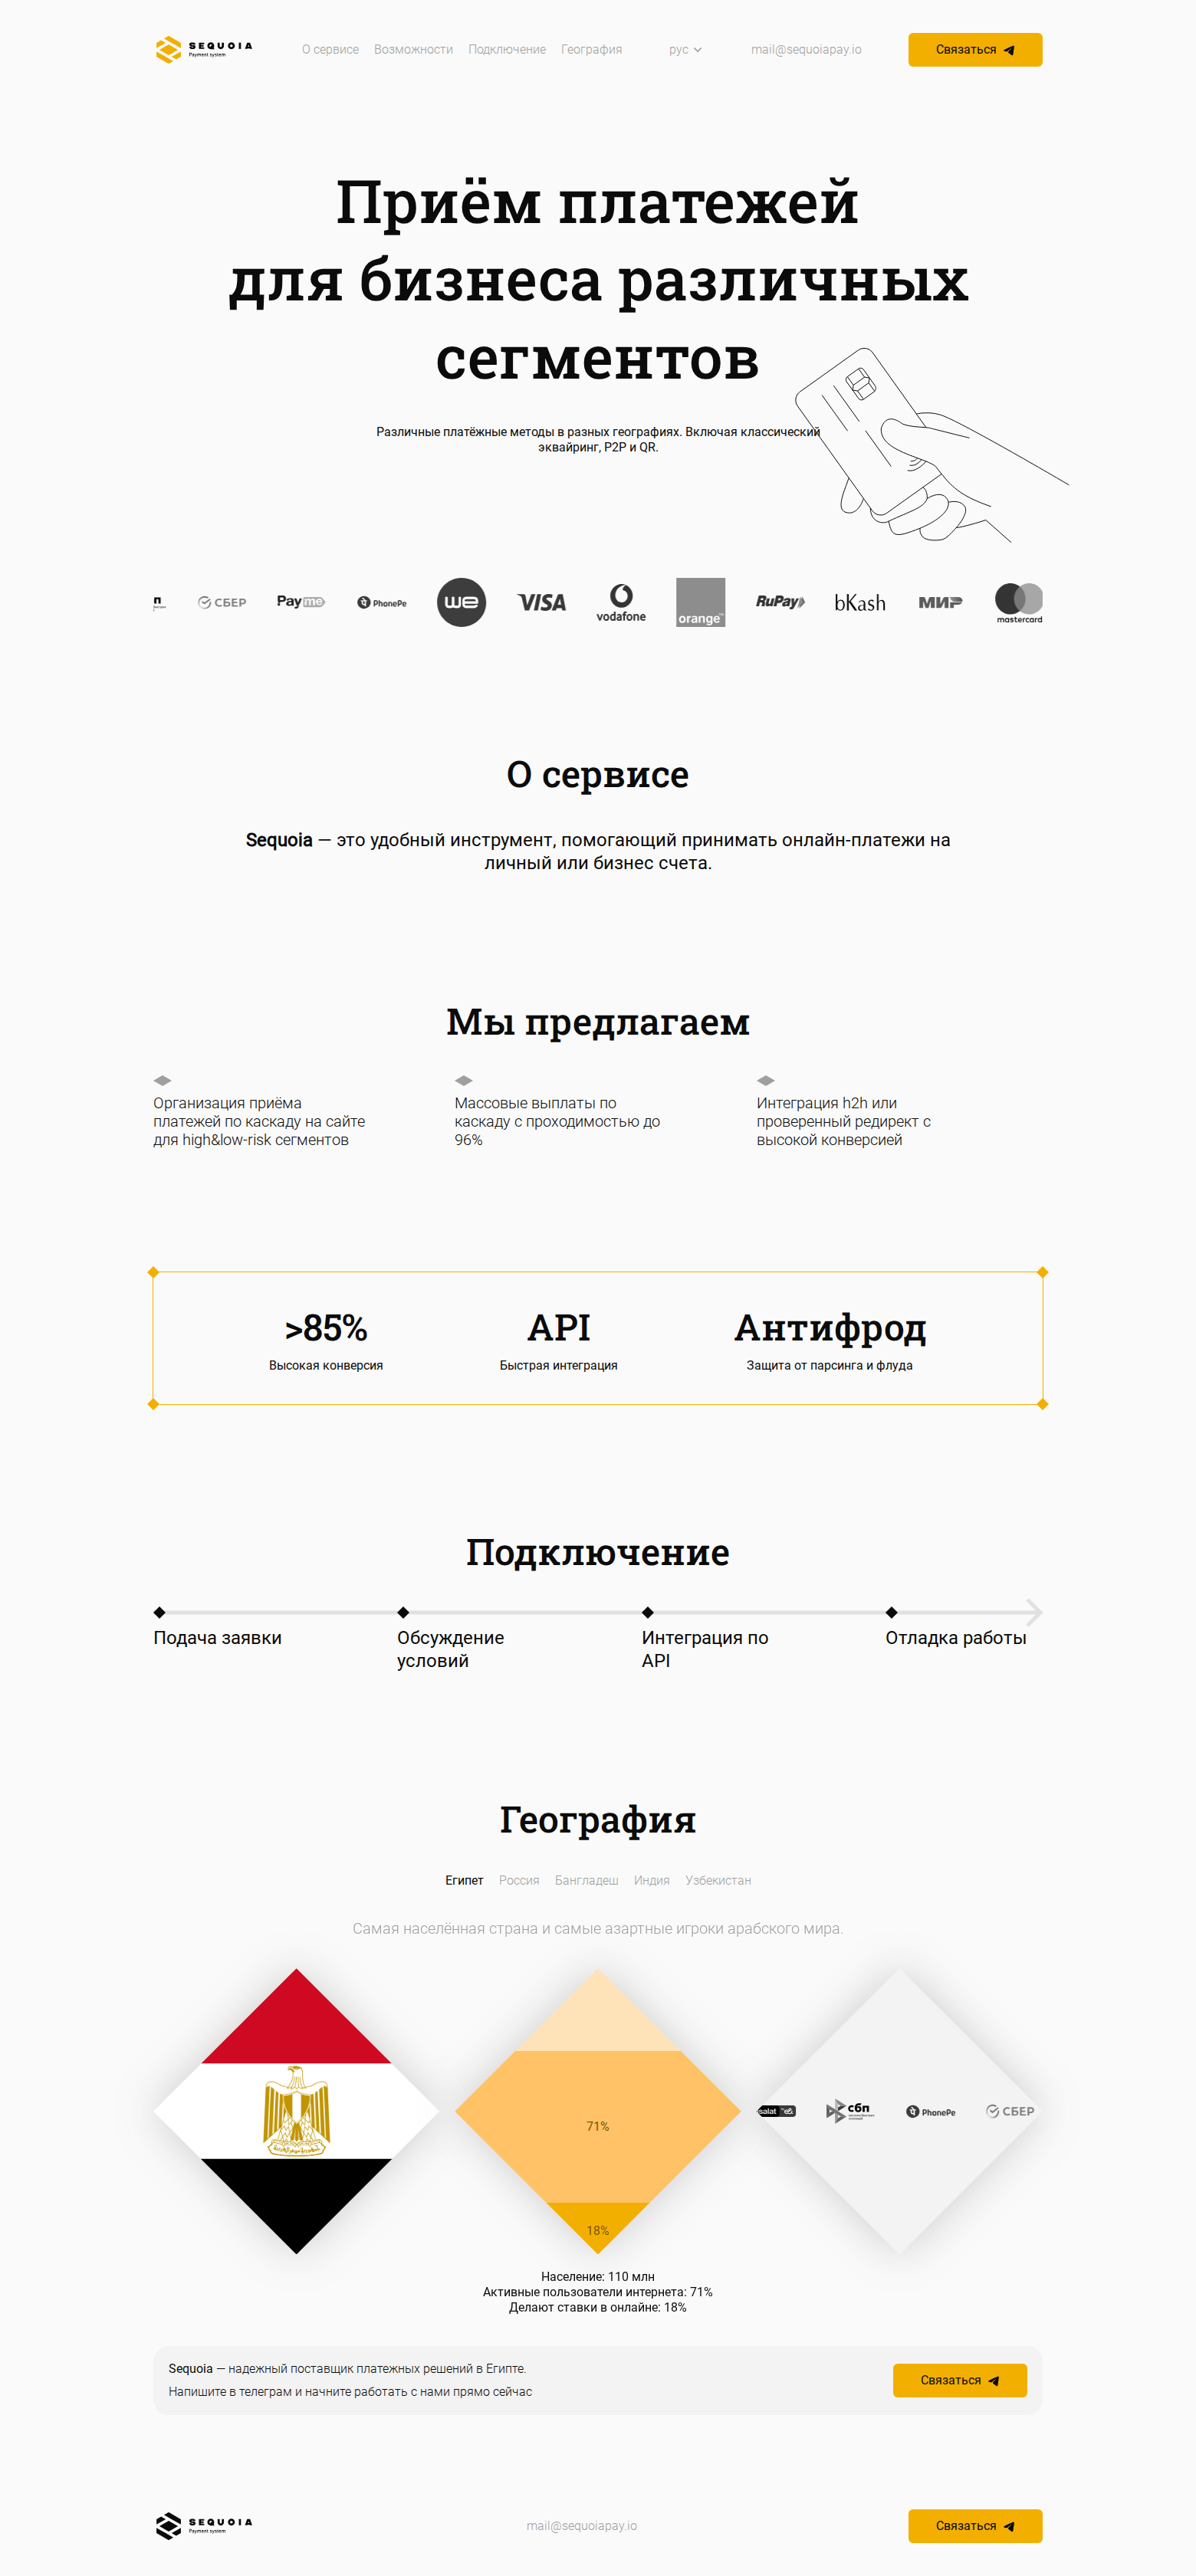 SEQUOIA
Payment system
О сервисе Возможности Подключение География рус mail@sequoiapay.io Связаться
Приём платежей
для бизнеса различных
сегментов
Различные платёжные методы в разных географиях. Включая классический
эквайринг, P2P и QR.
СБЕР Payme PhonePe we VISA vodafone orange RuPay bKash МИР mastercard
О сервисе
Sequoia — это удобный инструмент, помогающий принимать онлайн-платежи на
личный или бизнес счета.
Мы предлагаем
Организация приёма
платежей по каскаду на сайте
для high&low-risk сегментов
Массовые выплаты по
каскаду с проходимостью до
96%
Интеграция h2h или
проверенный редирект с
высокой конверсией
>85%
Высокая конверсия
API
Быстрая интеграция
Антифрод
Защита от парсинга и флуда
Подключение
Подача заявки
Обсуждение
условий
Интеграция по
API
Отладка работы
География
Египет Россия Бангладеш Индия Узбекистан
Самая населённая страна и самые азартные игроки арабского мира.
71%
18%
salat e& сбп PhonePe СБЕР
Население: 110 млн
Активные пользователи интернета: 71%
Делают ставки в онлайне: 18%
Sequoia — надежный поставщик платежных решений в Египте.
Напишите в телеграм и начните работать с нами прямо сейчас
Связаться
SEQUOIA
Payment system
mail@sequoiapay.io
Связаться